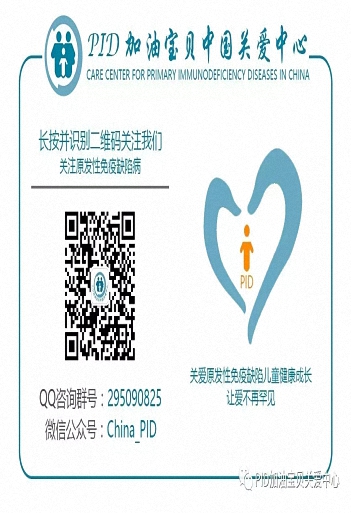 PID 加油宝贝中国关爱中心
CARE CENTER FOR PRIMARY IMMUNODEFICIENCY DISEASES IN CHINA
长按并识别二维码关注我们
关注原发性免疫缺陷病
PID
关爱原发性免疫缺陷儿童健康成长
让爱不再罕见
QQ咨询群号：295090825
微信公众号：China_PID
PID加油宝贝关爱中心